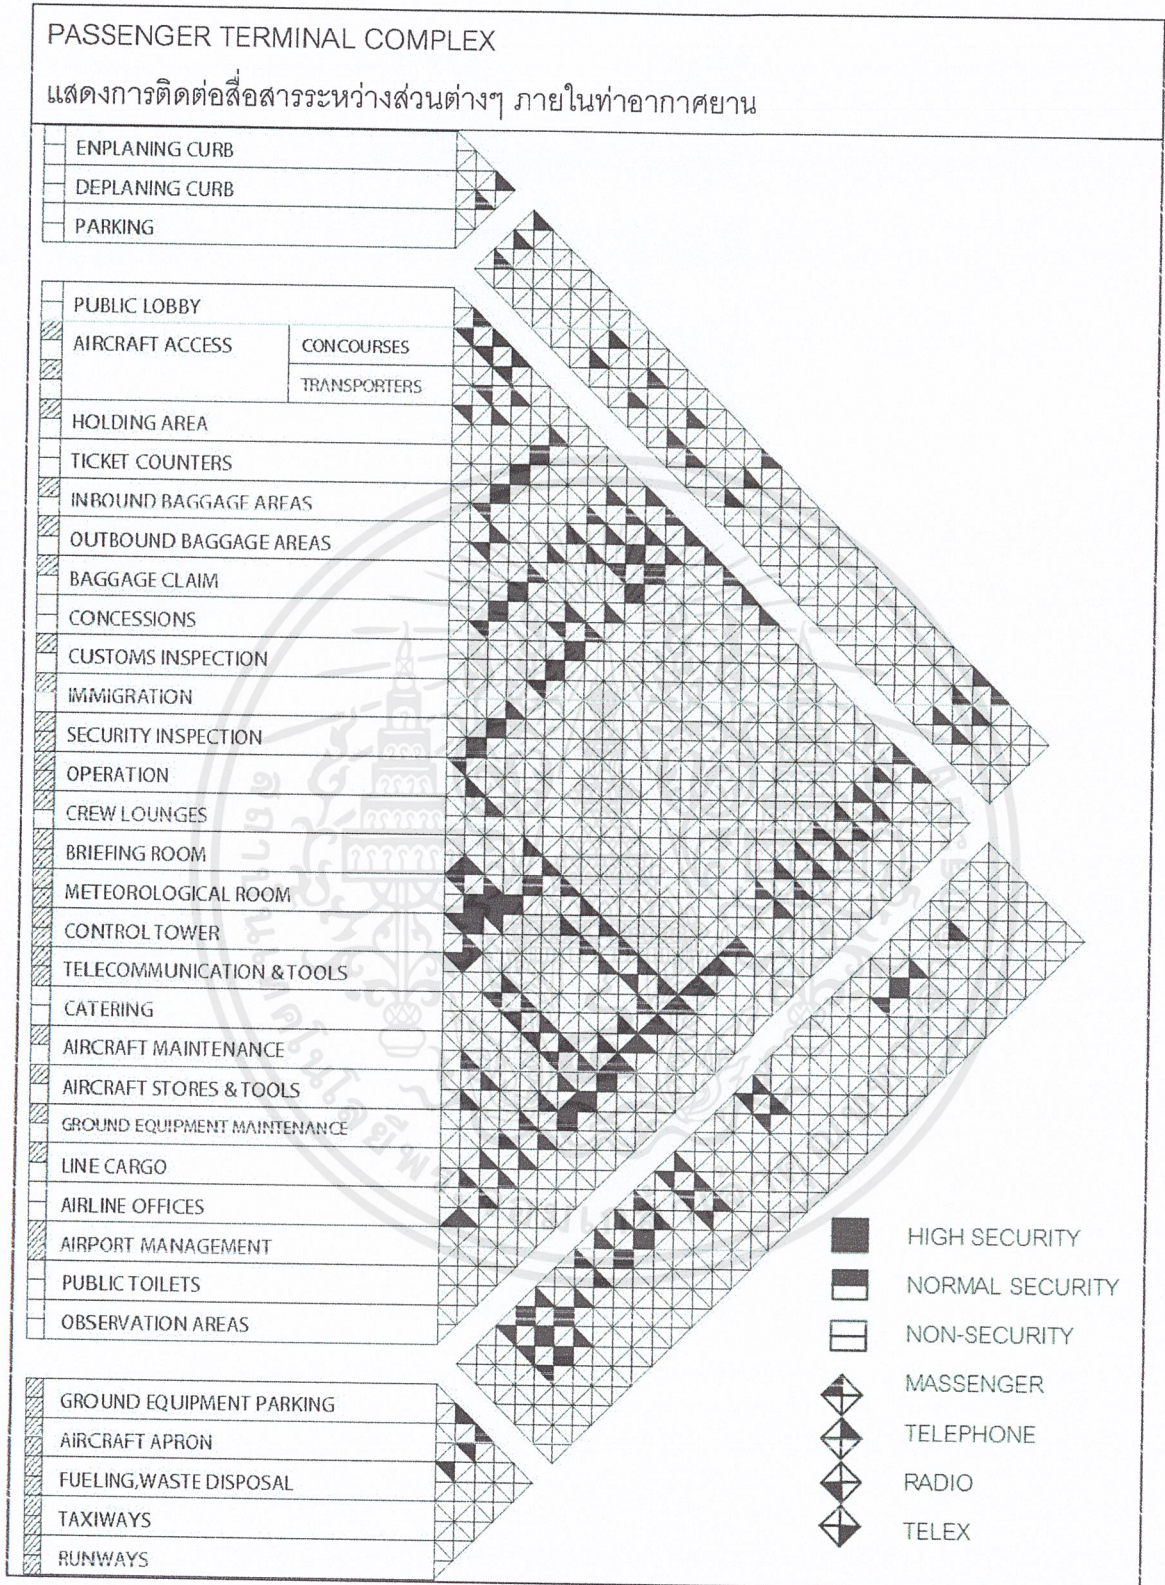 PASSENGER TERMINAL COMPLEX
แสดงการติดต่อสื่อสารระหว่างส่วนต่างๆ ภายในท่าอากาศยาน
ENPLANING CURB
DEPLANING CURB
PARKING
PUBLIC LOBBY
AIRCRAFT ACCESS
CONCOURSES
TRANSPORTERS
HOLDING AREA
TICKET COUNTERS
INBOUND BAGGAGE AREAS
OUTBOUND BAGGAGE AREAS
BAGGAGE CLAIM
CONCESSIONS
CUSTOMS INSPECTION
IMMIGRATION
SECURITY INSPECTION
OPERATION
CREW LOUNGES
BRIEFING ROOM
METEOROLOGICAL ROOM
CONTROL TOWER
TELECOMMUNICATION & TOOLS
CATERING
AIRCRAFT MAINTENANCE
AIRCRAFT STORES & TOOLS
GROUND EQUIPMENT MAINTENANCE
LINE CARGO
AIRLINE OFFICES
AIRPORT MANAGEMENT
PUBLIC TOILETS
OBSERVATION AREAS
GROUND EQUIPMENT PARKING
AIRCRAFT APRON
FUELING,WASTE DISPOSAL
TAXIWAYS
RUNWAYS
HIGH SECURITY
NORMAL SECURITY
NON-SECURITY
MASSENGER
TELEPHONE
RADIO
TELEX